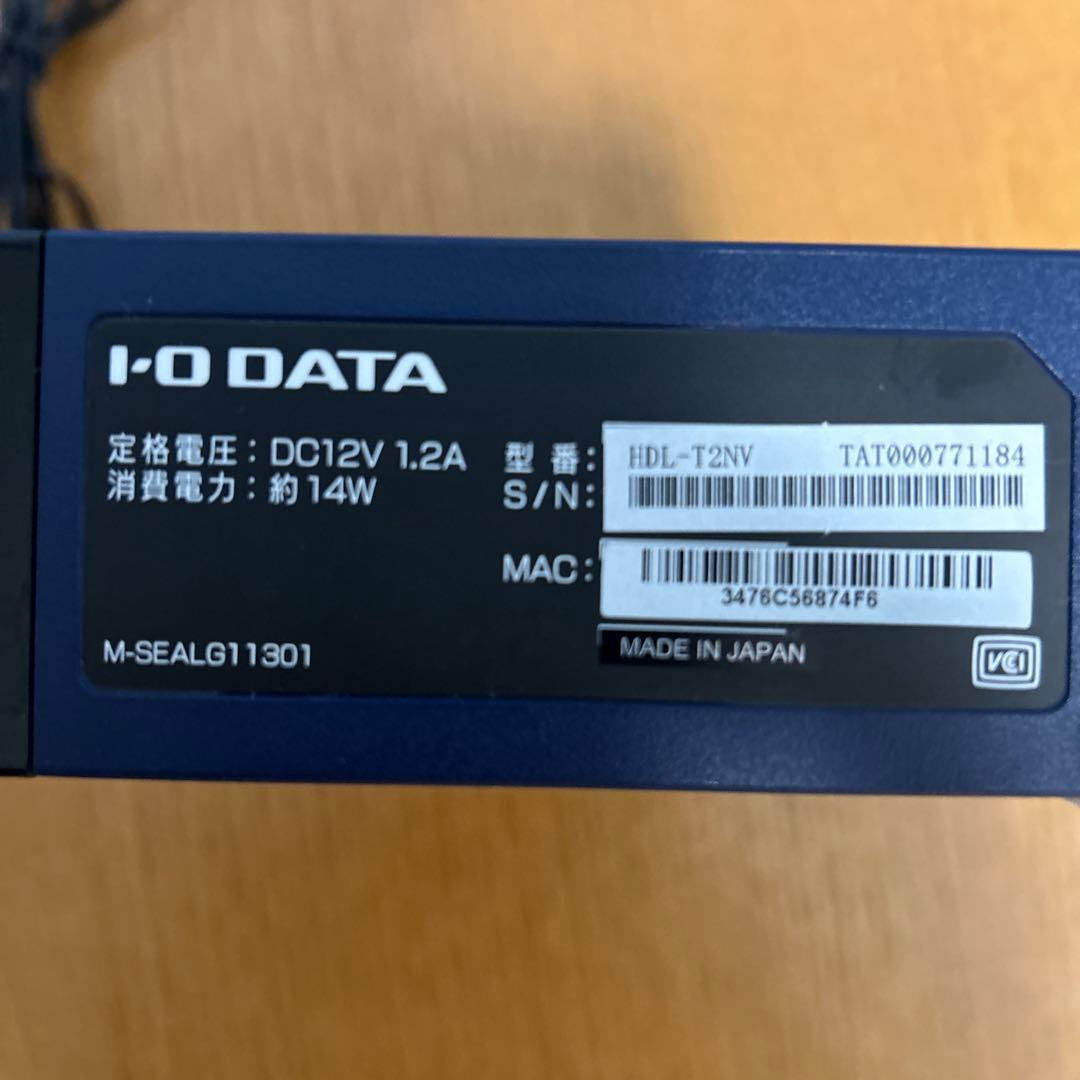 I-O DATA
定格電圧：DC12V 1.2A
消費電力：約14W
型番：HDL-T2NV TAT000771184
S/N：
MAC：3476C56874F6
M-SEALG11301
MADE IN JAPAN
VCI